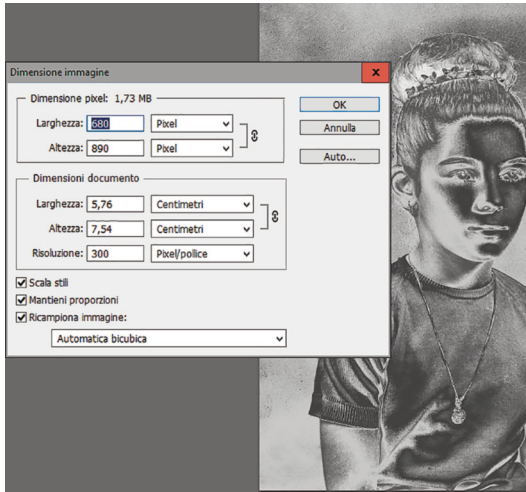 Dimensione immagine
x
Dimensione pixel: 1,73 MB
Larghezza: 680 Pixel
Altezza: 890 Pixel
OK
Annulla
Auto...
Dimensioni documento
Larghezza: 5,76 Centimetri
Altezza: 7,54 Centimetri
Risoluzione: 300 Pixel/pollice
Scala stili
Mantieni proporzioni
Ricampiona immagine:
Automatica bicubica